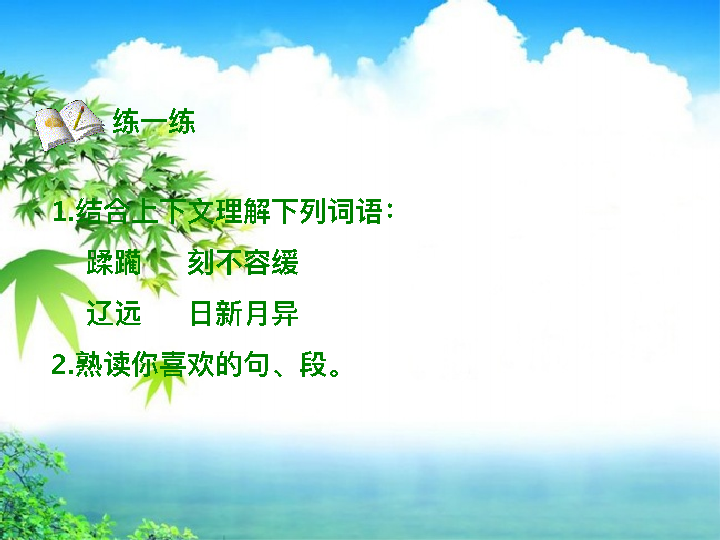 练一练
1.结合上下文理解下列词语：
蹂躏 刻不容缓
辽远 日新月异
2.熟读你喜欢的句、段。